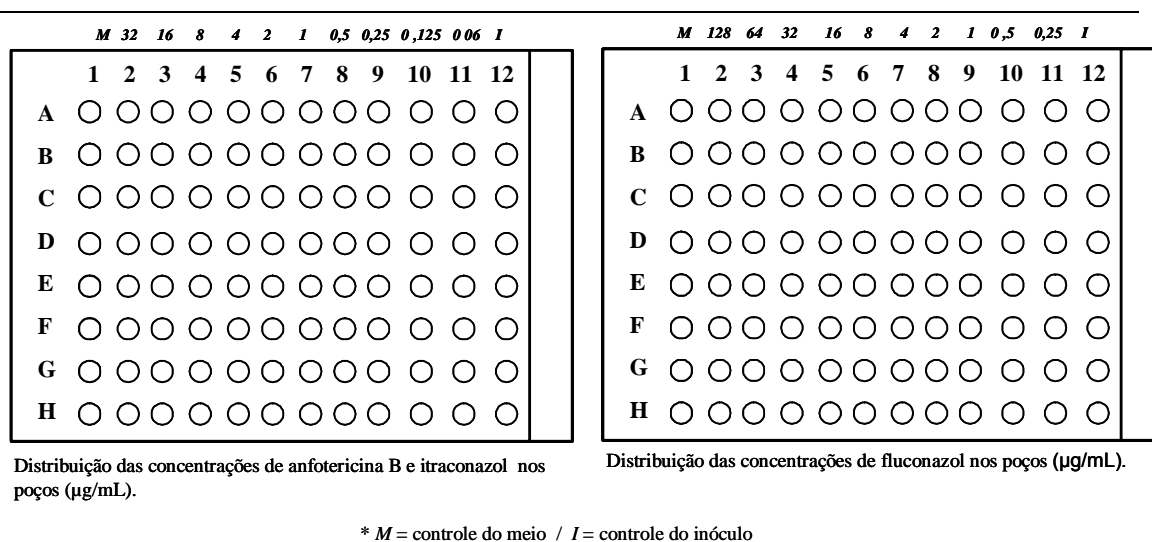 M 32 16 8 4 2 1 0,5 0,25 0,125 0 06 I
1 2 3 4 5 6 7 8 9 10 11 12
A
B
C
D
E
F
G
H
Distribuição das concentrações de anfotericina B e itraconazol nos
poços (µg/mL).
M 128 64 32 16 8 4 2 1 0,5 0,25 I
1 2 3 4 5 6 7 8 9 10 11 12
A
B
C
D
E
F
G
H
Distribuição das concentrações de fluconazol nos poços (µg/mL).
* M = controle do meio / I = controle do inóculo